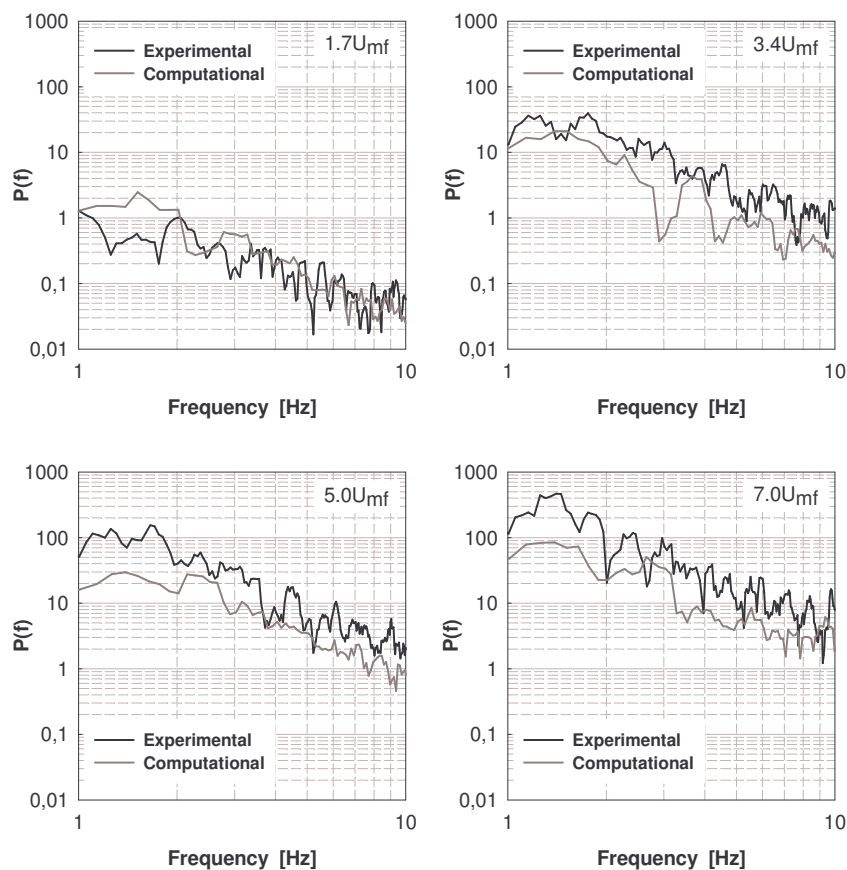 1000
100
10
1
0,1
0,01
P(f)
Experimental
Computational
1.7Umf
1
10
Frequency [Hz]
1000
100
10
1
0,1
0,01
P(f)
Experimental
Computational
3.4Umf
1
10
Frequency [Hz]
1000
100
10
1
0,1
0,01
P(f)
5.0Umf
Experimental
Computational
1
10
Frequency [Hz]
1000
100
10
1
0,1
0,01
P(f)
7.0Umf
Experimental
Computational
1
10
Frequency [Hz]